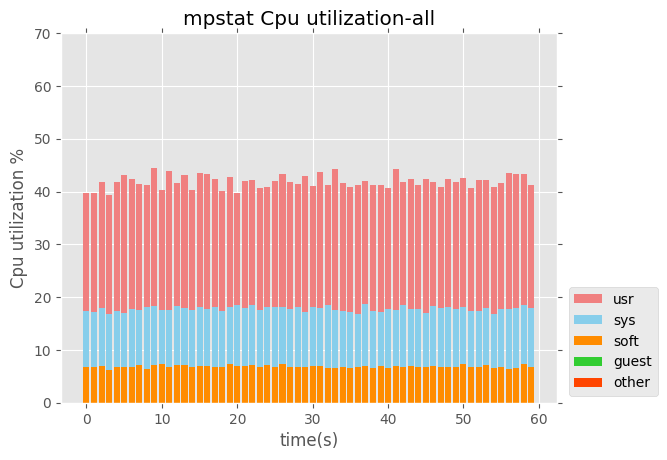 mpstat Cpu utilization-all
Cpu utilization %
70
60
50
40
30
20
10
0
0
10
20
30
40
50
60
time(s)
usr
sys
soft
guest
other